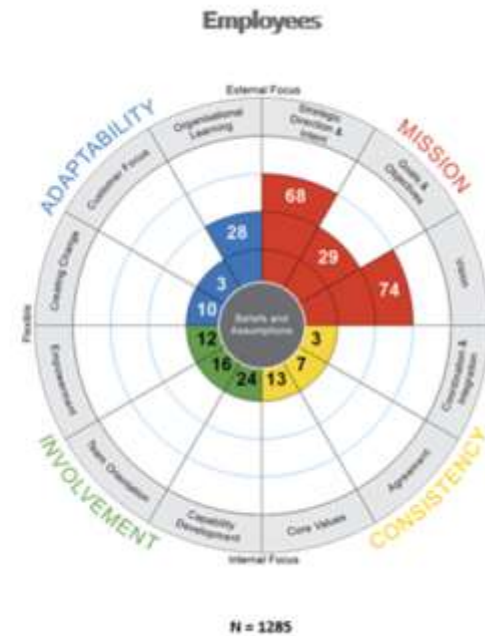 Employees
External Focus
ADAPTABILITY
MISSION
Organisational
Learning
Strategic
Direction &
Intent
Customer Focus
Goals &
Objectives
Creating Change
Vision
68
28
29
3
74
10
Beliefs and
Assumptions
Flexible
12
3
16
7
24
13
Empowerment
Coordination &
Integration
Team Orientation
Agreement
Capability
Development
Core Values
INVOLVEMENT
CONSISTENCY
Internal Focus
N = 1285